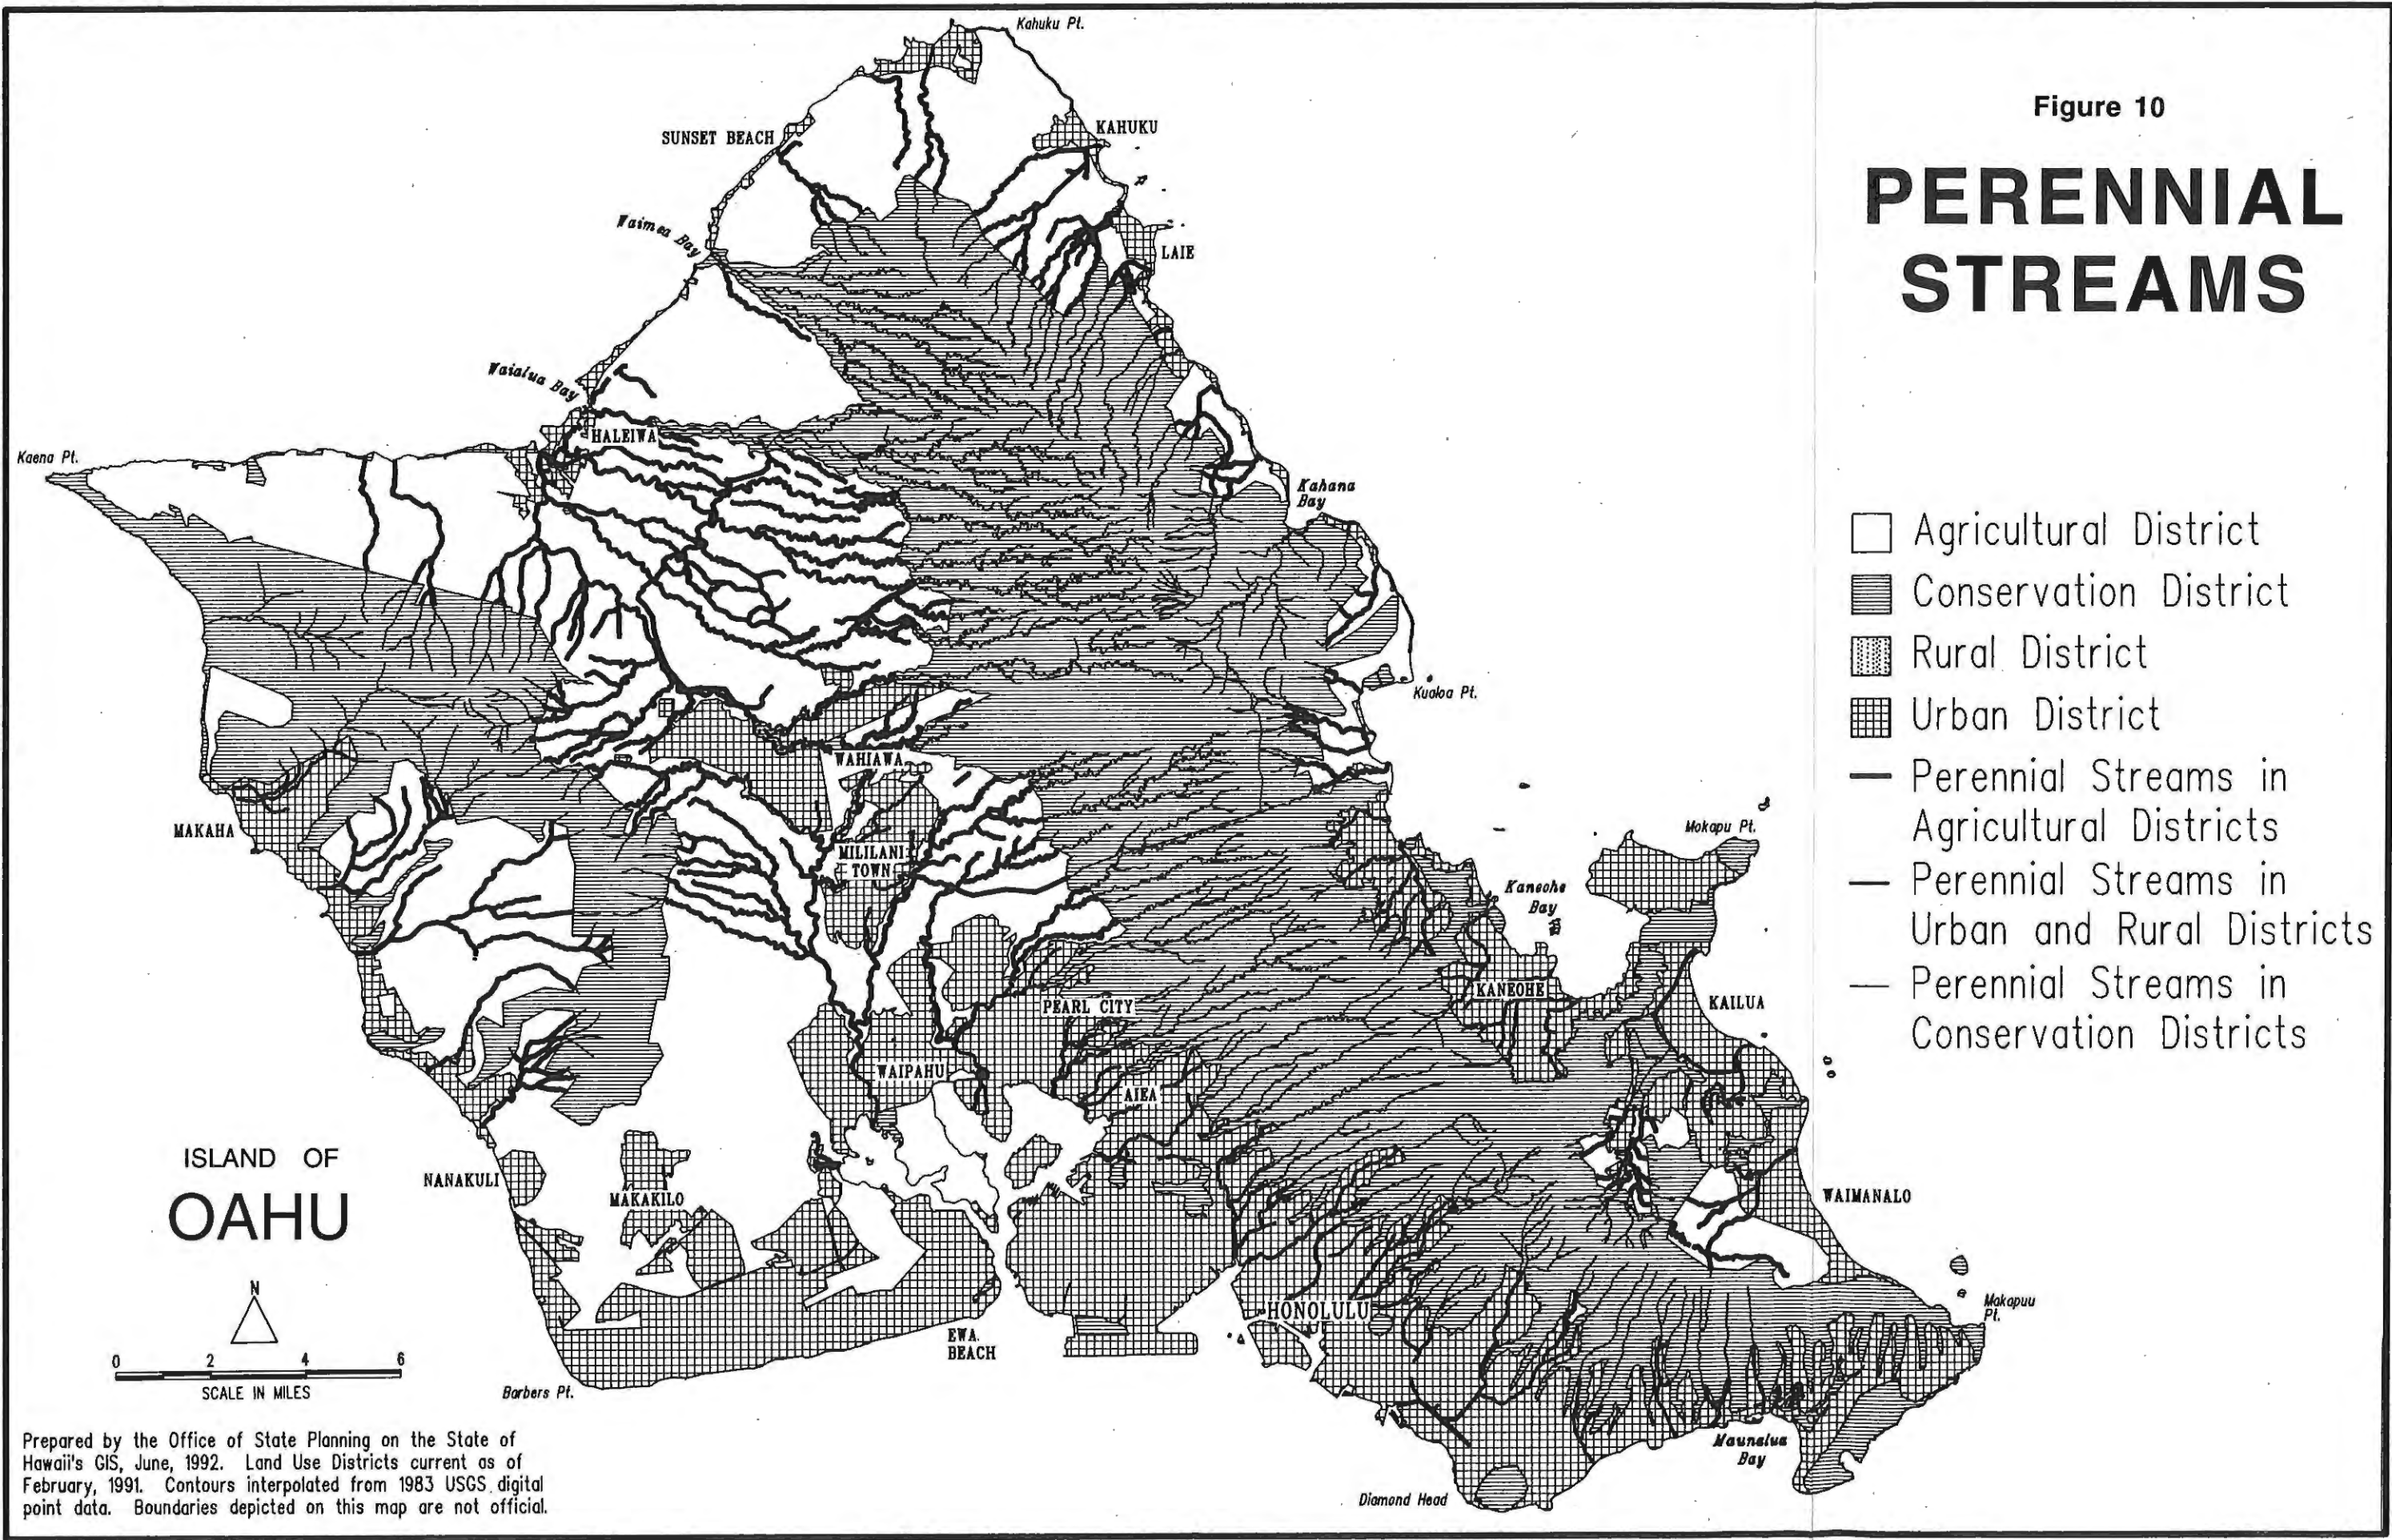 Figure 10
PERENNIAL
STREAMS
Agricultural District
Conservation District
Rural District
Urban District
Perennial Streams in
Agricultural Districts
Perennial Streams in
Urban and Rural Districts
Perennial Streams in
Conservation Districts
Kahuku Pt.
KAHUKU
SUNSET BEACH
Waimea Bay
LAIE
Waialua Bay
HALEIWA
Kaena Pt.
Kahana
Bay
Kualoa Pt.
WAHIAWA
MAKAHA
MILILANI
TOWN
Mokapu Pt.
Kaneohe
Bay
KANEOHE
KAILUA
PEARL CITY
WAIPAHU
AIEA
NANAKULI
MAKAKILO
WAIMANALO
HONOLULU
Makapuu
Pt.
EWA.
BEACH
Barbers Pt.
Maunalua
Bay
Diamond Head
ISLAND OF
OAHU
N
0 2 4 6
SCALE IN MILES
Prepared by the Office of State Planning on the State of
Hawaii's GIS, June, 1992. Land Use Districts current as of
February, 1991. Contours interpolated from 1983 USGS digital
point data. Boundaries depicted on this map are not official.